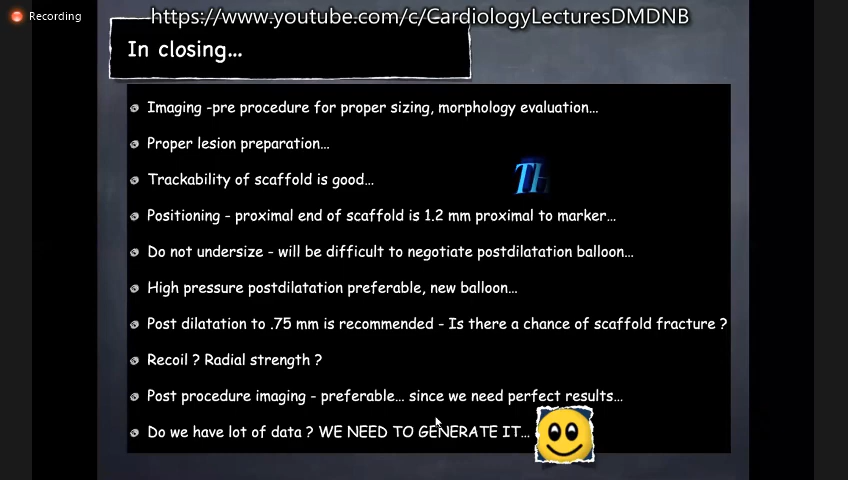 Recording
https://www.youtube.com/c/CardiologyLecturesDMDNB
In closing...
Imaging -pre procedure for proper sizing, morphology evaluation...
Proper lesion preparation...
Trackability of scaffold is good...
TH
Positioning - proximal end of scaffold is 1.2 mm proximal to marker...
Do not undersize - will be difficult to negotiate postdilatation balloon...
High pressure postdilatation preferable, new balloon...
Post dilatation to .75 mm is recommended - Is there a chance of scaffold fracture ?
Recoil ? Radial strength ?
Post procedure imaging - preferable... since we need perfect results...
Do we have lot of data ? WE NEED TO GENERATE IT...